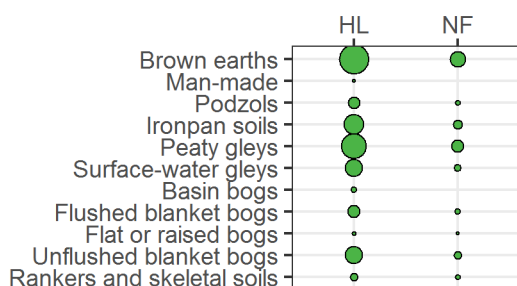 HL NF
Brown earths
Man-made
Podzols
Ironpan soils
Peaty gleys
Surface-water gleys
Basin bogs
Flushed blanket bogs
Flat or raised bogs
Unflushed blanket bogs
Rankers and skeletal soils